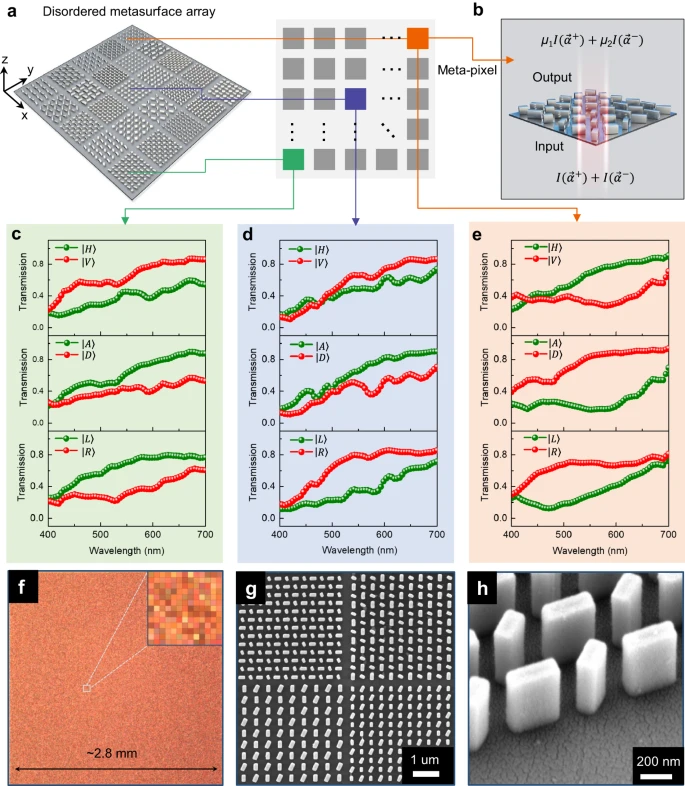 a
Disordered metasurface array
z
y
x
Meta-pixel
b
μ₁I(α⃗⁺) + μ₂I(α⃗⁻)
Output
Input
I(α⃗⁺) + I(α⃗⁻)
c
|H⟩
|V⟩
Transmission
0.8
0.4
0.0
|A⟩
|D⟩
Transmission
0.8
0.4
0.0
|L⟩
|R⟩
Transmission
0.8
0.4
0.0
400 500 600 700
Wavelength (nm)
d
|H⟩
|V⟩
Transmission
0.8
0.4
0.0
|A⟩
|D⟩
Transmission
0.8
0.4
0.0
|L⟩
|R⟩
Transmission
0.8
0.4
0.0
400 500 600 700
Wavelength (nm)
e
|H⟩
|V⟩
Transmission
0.8
0.4
0.0
|A⟩
|D⟩
Transmission
0.8
0.4
0.0
|L⟩
|R⟩
Transmission
0.8
0.4
0.0
400 500 600 700
Wavelength (nm)
f
~2.8 mm
g
1 um
h
200 nm